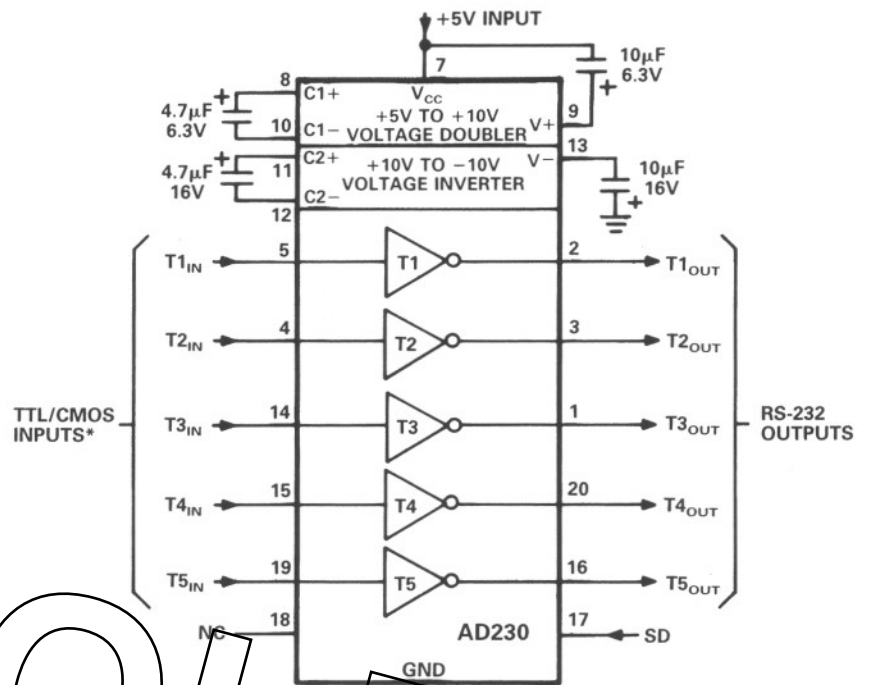 +5V INPUT
7
10µF
6.3V
8
C1+
VCC
4.7µF
6.3V
+5V TO +10V
VOLTAGE DOUBLER
V+
9
10
C1−
13
C2+
+10V TO −10V
VOLTAGE INVERTER
V−
4.7µF
16V
11
C2−
12
10µF
16V
T1IN
5
T1
2
T1OUT
T2IN
4
T2
3
T2OUT
TTL/CMOS
INPUTS*
T3IN
14
T3
1
T3OUT
RS-232
OUTPUTS
T4IN
15
T4
20
T4OUT
T5IN
19
T5
16
T5OUT
NC
18
AD230
17
SD
GND